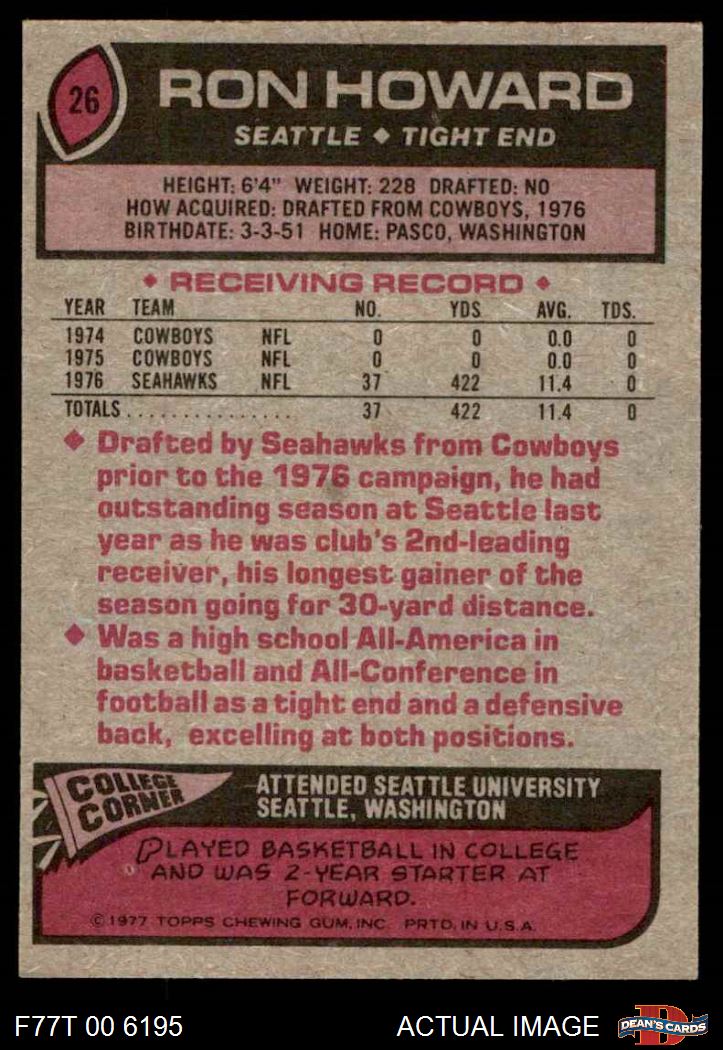 26
RON HOWARD
SEATTLE ◆ TIGHT END
HEIGHT: 6'4" WEIGHT: 228 DRAFTED: NO
HOW ACQUIRED: DRAFTED FROM COWBOYS, 1976
BIRTHDATE: 3-3-51 HOME: PASCO, WASHINGTON
◆ RECEIVING RECORD ◆
YEAR TEAM NO. YDS AVG. TDS.
1974 COWBOYS NFL 0 0 0.0 0
1975 COWBOYS NFL 0 0 0.0 0
1976 SEAHAWKS NFL 37 422 11.4 0
TOTALS............... 37 422 11.4 0
◆ Drafted by Seahawks from Cowboys
prior to the 1976 campaign, he had
outstanding season at Seattle last
year as he was club's 2nd-leading
receiver, his longest gainer of the
season going for 30-yard distance.
◆ Was a high school All-America in
basketball and All-Conference in
football as a tight end and a defensive
back, excelling at both positions.
COLLEGE
CORNER
ATTENDED SEATTLE UNIVERSITY
SEATTLE, WASHINGTON
PLAYED BASKETBALL IN COLLEGE
AND WAS 2-YEAR STARTER AT
FORWARD.
©1977 TOPPS CHEWING GUM, INC. PRTD. IN U.S.A.
F77T 00 6195 ACTUAL IMAGE
D
DEAN'S CARDS